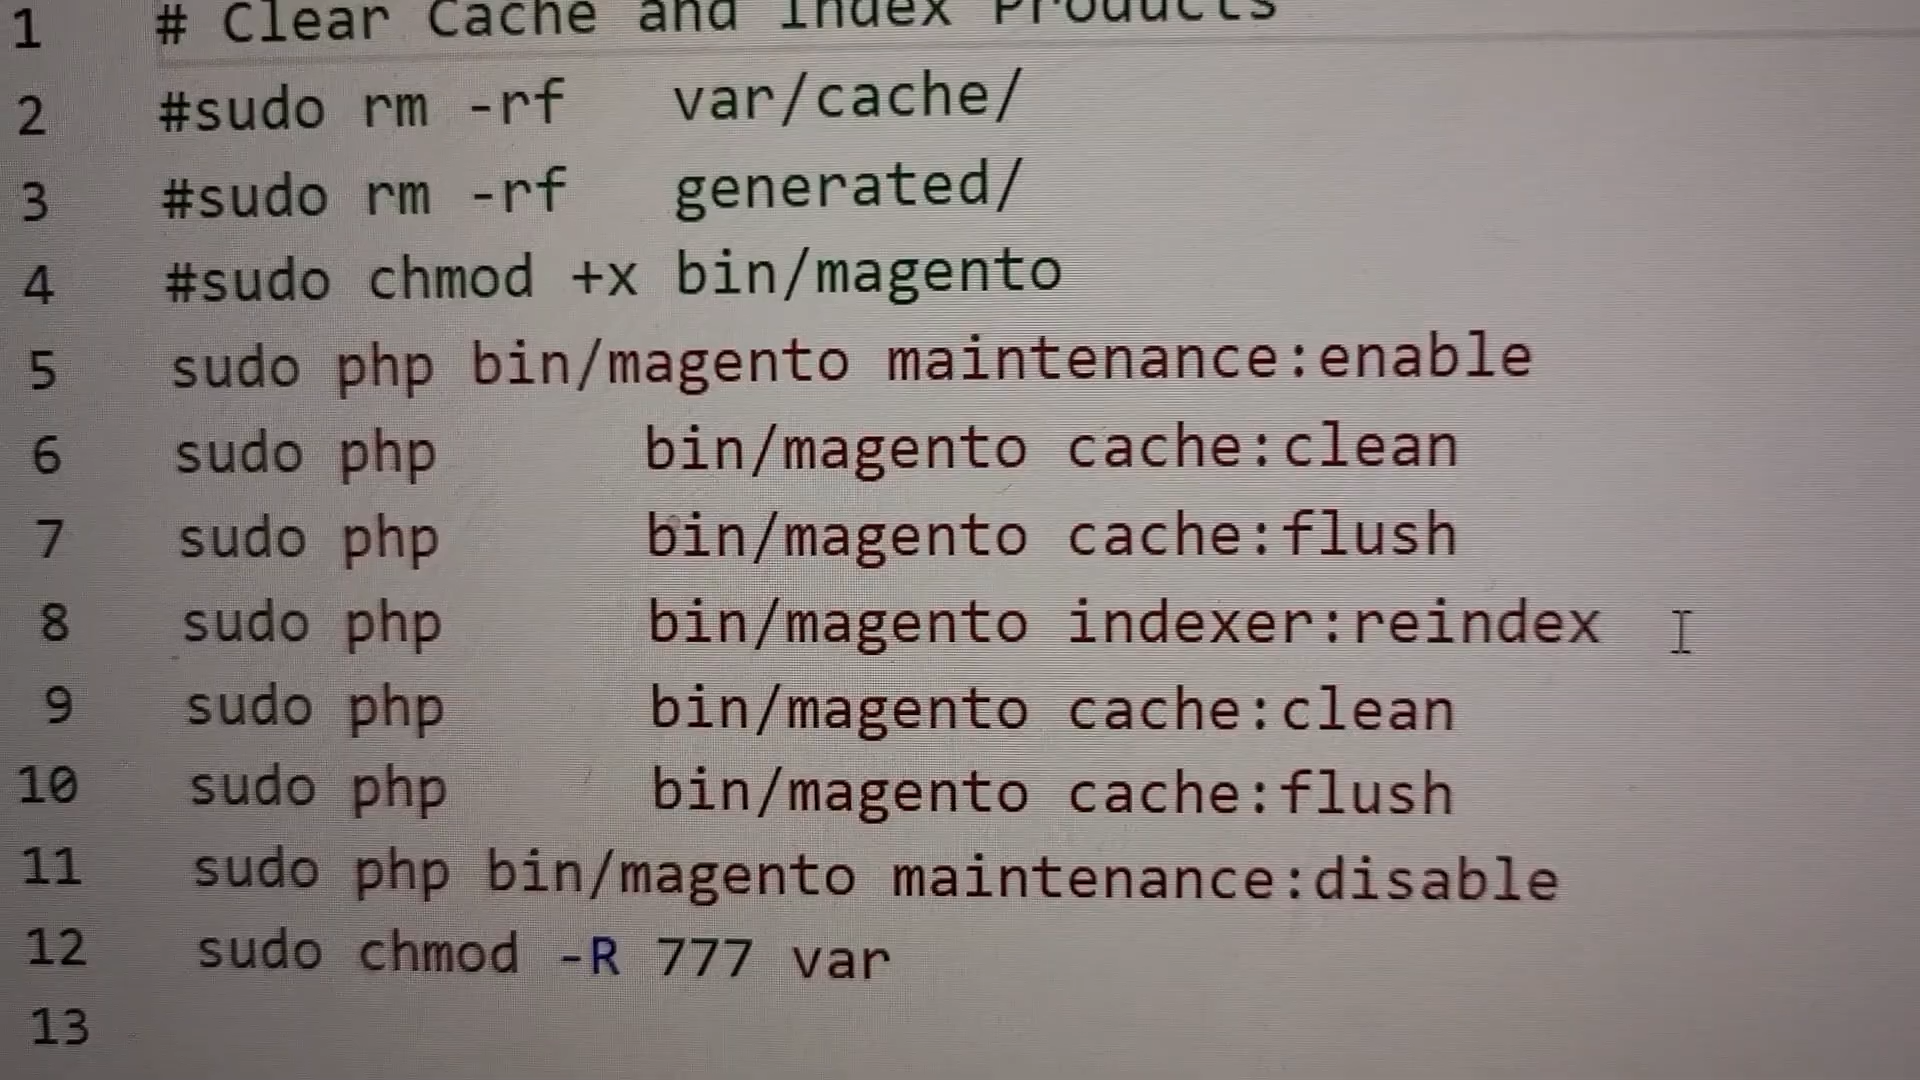 1 # Clear Cache and Index Products
2 #sudo rm -rf   var/cache/
3 #sudo rm -rf   generated/
4 #sudo chmod +x bin/magento
5 sudo php bin/magento maintenance:enable
6 sudo php      bin/magento cache:clean
7 sudo php      bin/magento cache:flush
8 sudo php      bin/magento indexer:reindex
9 sudo php      bin/magento cache:clean
10 sudo php      bin/magento cache:flush
11 sudo php bin/magento maintenance:disable
12 sudo chmod -R 777 var
13